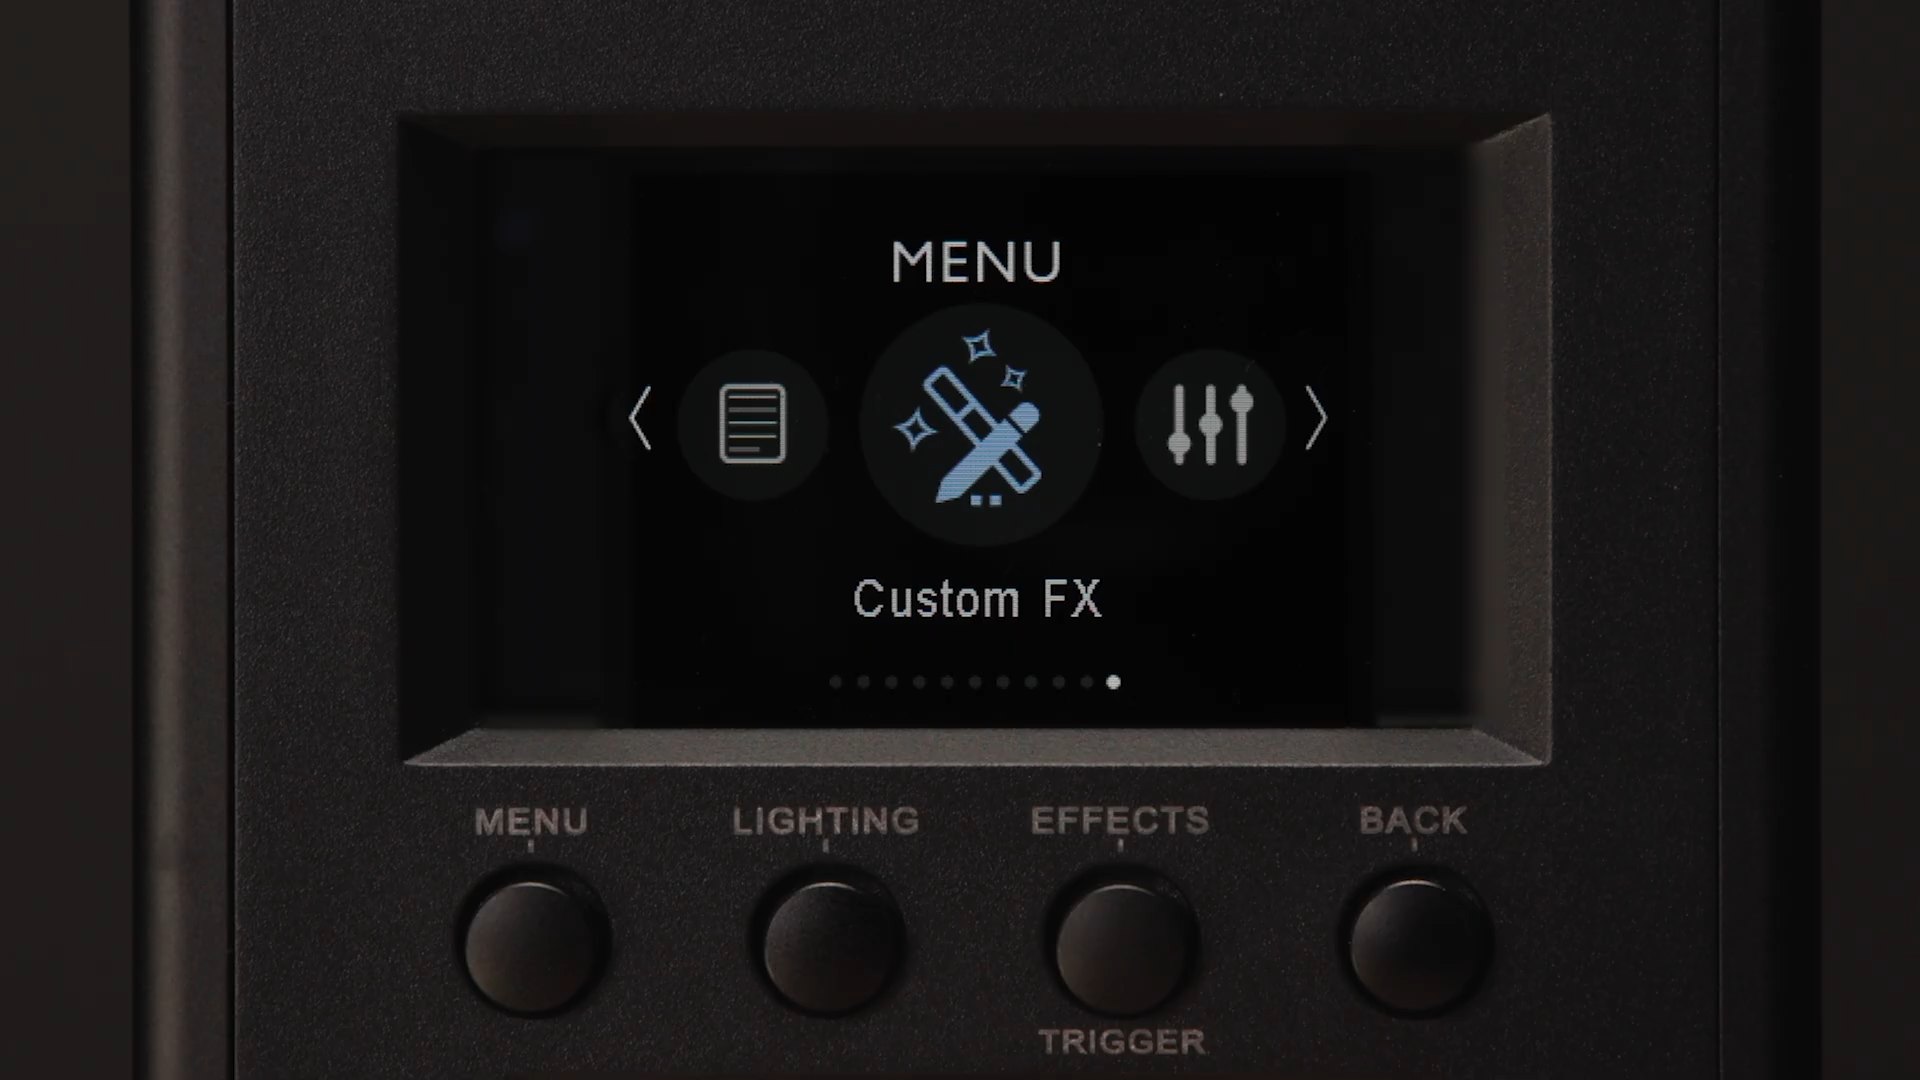 MENU
Custom FX
MENU
LIGHTING
EFFECTS
BACK
TRIGGER